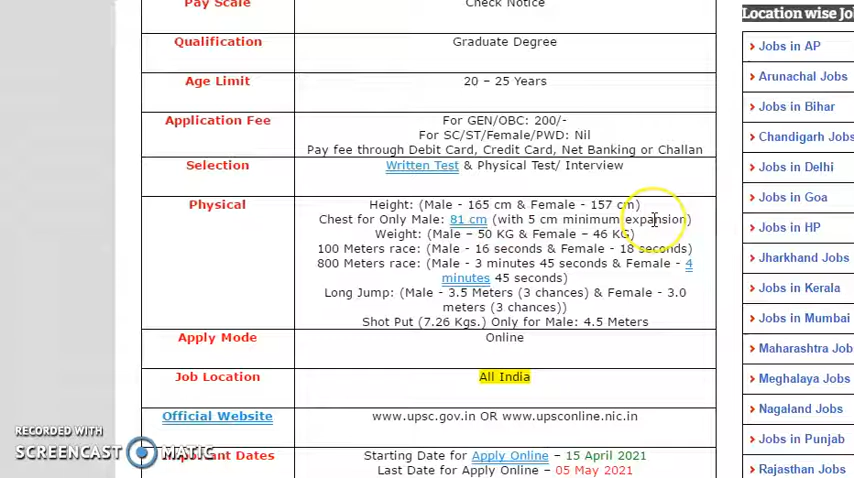 Pay Scale
Check Notice
Qualification
Graduate Degree
Age Limit
20 – 25 Years
Application Fee
For GEN/OBC: 200/-
For SC/ST/Female/PWD: Nil
Pay fee through Debit Card, Credit Card, Net Banking or Challan
Selection
Written Test & Physical Test/ Interview
Physical
Height: (Male - 165 cm & Female - 157 cm)
Chest for Only Male: 81 cm (with 5 cm minimum expansion)
Weight: (Male – 50 KG & Female – 46 KG)
100 Meters race: (Male - 16 seconds & Female - 18 seconds)
800 Meters race: (Male - 3 minutes 45 seconds & Female - 4
minutes 45 seconds)
Long Jump: (Male - 3.5 Meters (3 chances) & Female - 3.0
meters (3 chances))
Shot Put (7.26 Kgs.) Only for Male: 4.5 Meters
Apply Mode
Online
Job Location
All India
Official Website
www.upsc.gov.in OR www.upsconline.nic.in
Important Dates
Starting Date for Apply Online – 15 April 2021
Last Date for Apply Online - 05 May 2021
Location wise Jo
Jobs in AP
Arunachal Jobs
Jobs in Bihar
Chandigarh Jobs
Jobs in Delhi
Jobs in Goa
Jobs in HP
Jharkhand Jobs
Jobs in Kerala
Jobs in Mumbai
Maharashtra Job
Meghalaya Jobs
Nagaland Jobs
Jobs in Punjab
Rajasthan Jobs
RECORDED WITH
SCREENCAST MATIC